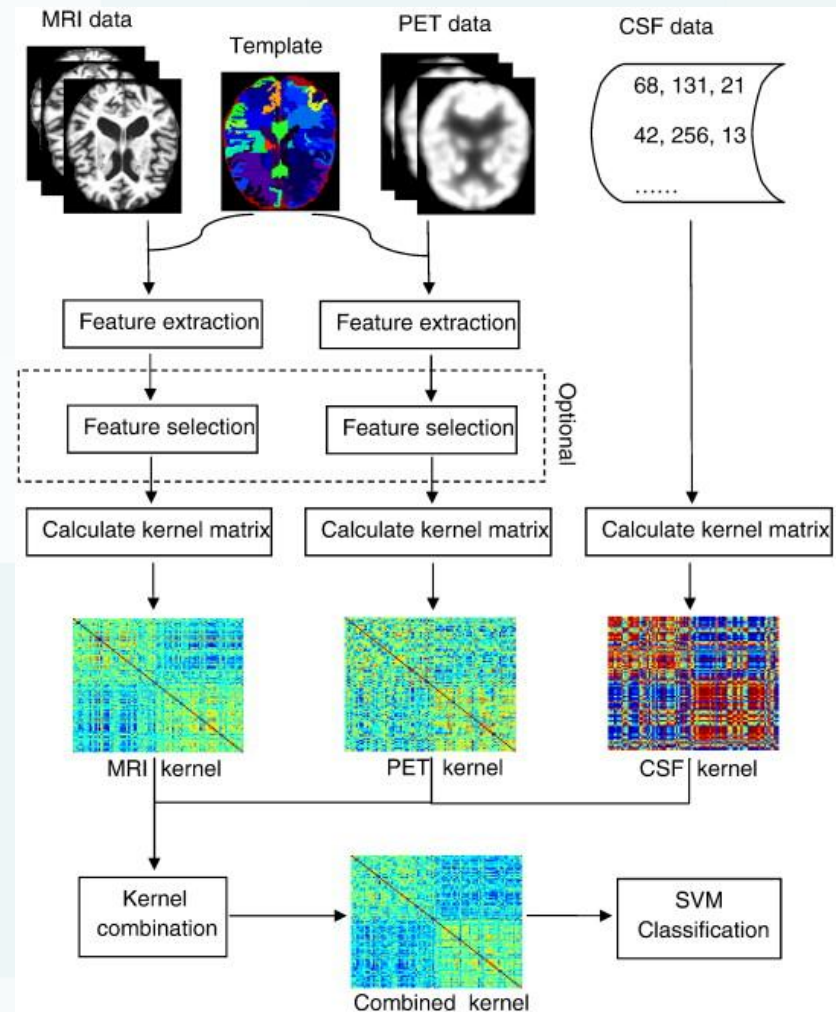 MRI data
Template
PET data
CSF data
68, 131, 21
42, 256, 13
......
Feature extraction
Feature extraction
Optional
Feature selection
Feature selection
Calculate kernel matrix
Calculate kernel matrix
Calculate kernel matrix
MRI kernel
PET kernel
CSF kernel
Kernel
combination
SVM
Classification
Combined kernel